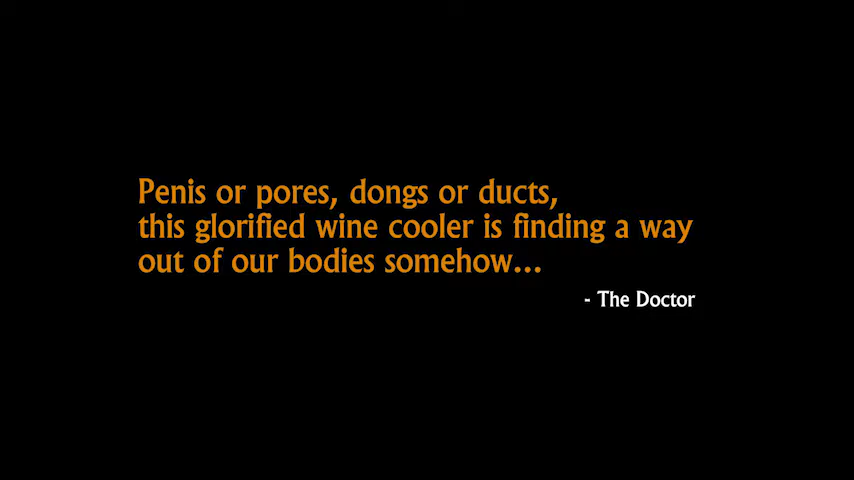 Penis or pores, dongs or ducts,
this glorified wine cooler is finding a way
out of our bodies somehow...
- The Doctor